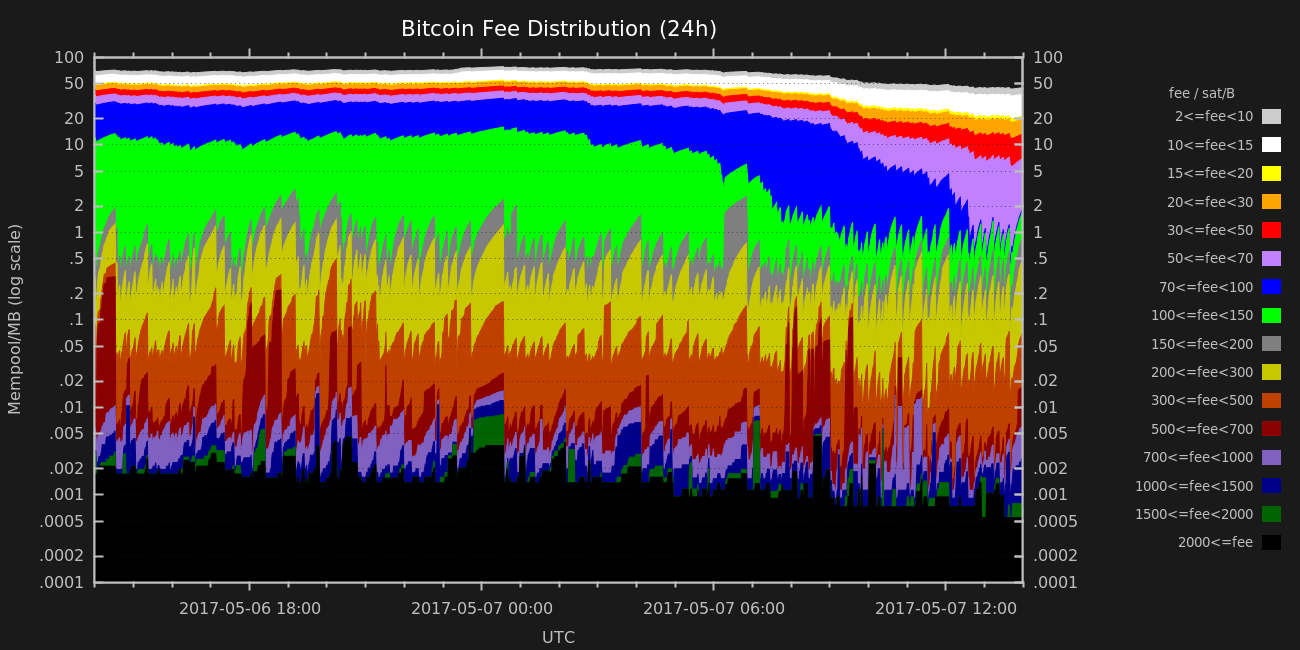 Bitcoin Fee Distribution (24h)
100
50
20
10
5
2
1
.5
.2
.1
.05
.02
.01
.005
.002
.001
.0005
.0002
.0001
Mempool/MB (log scale)
100
50
20
10
5
2
1
.5
.2
.1
.05
.02
.01
.005
.002
.001
.0005
.0002
.0001
2017-05-06 18:00
2017-05-07 00:00
2017-05-07 06:00
2017-05-07 12:00
UTC
fee / sat/B
2<=fee<10
10<=fee<15
15<=fee<20
20<=fee<30
30<=fee<50
50<=fee<70
70<=fee<100
100<=fee<150
150<=fee<200
200<=fee<300
300<=fee<500
500<=fee<700
700<=fee<1000
1000<=fee<1500
1500<=fee<2000
2000<=fee